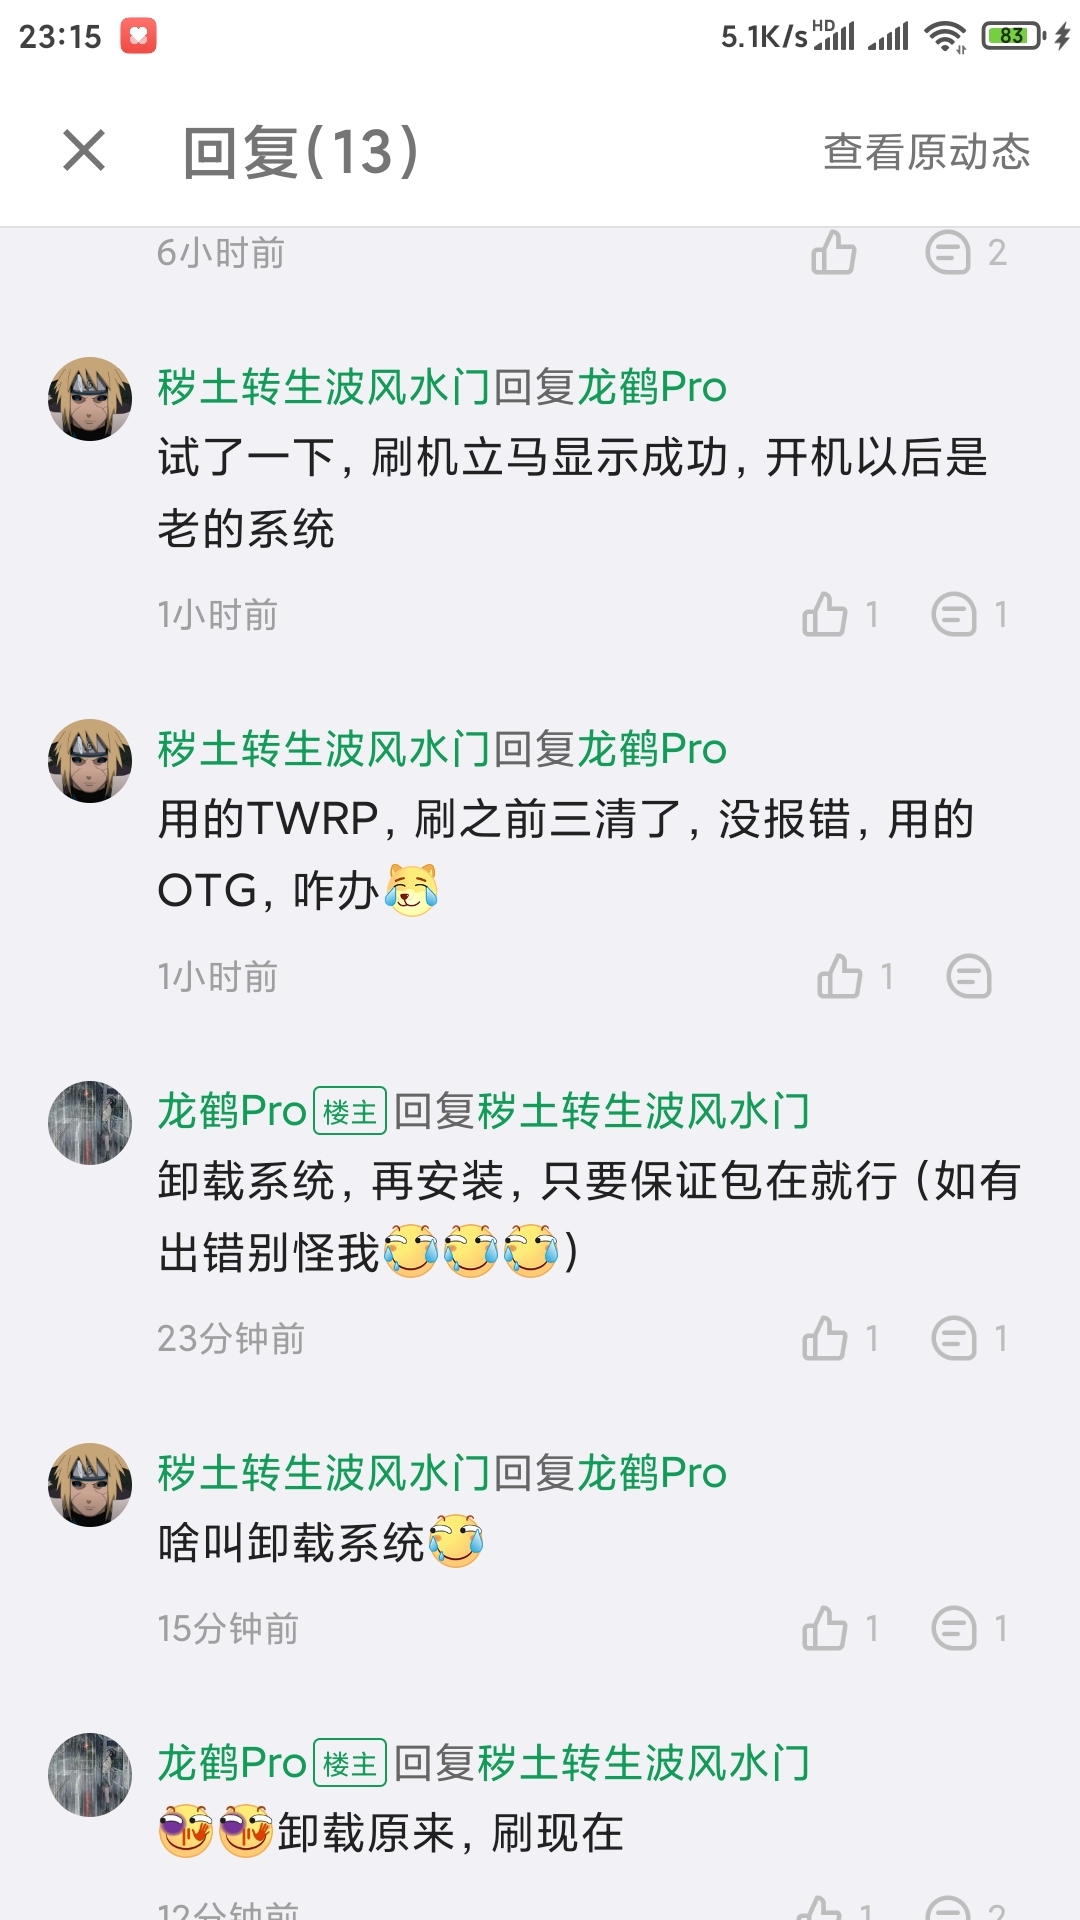 23:15 5.1K/s HD 83
回复(13) 查看原动态
6小时前 2
秽土转生波风水门回复龙鹤Pro
试了一下，刷机立马显示成功，开机以后是
老的系统
1小时前 1 1
秽土转生波风水门回复龙鹤Pro
用的TWRP，刷之前三清了，没报错，用的
OTG，咋办
1小时前 1
龙鹤Pro 楼主 回复秽土转生波风水门
卸载系统，再安装，只要保证包在就行（如有
出错别怪我）
23分钟前 1 1
秽土转生波风水门回复龙鹤Pro
啥叫卸载系统
15分钟前 1 1
龙鹤Pro 楼主 回复秽土转生波风水门
卸载原来，刷现在
12分钟前 1 2